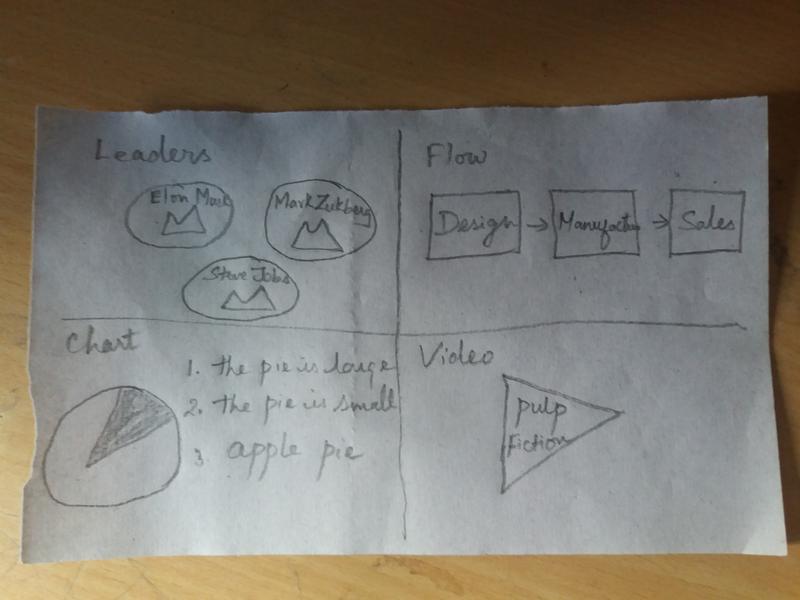 Leaders
Elon Mask
Mark Zukberg
Steve Jobs
Flow
Design
Manufactu
Sales
Chart
1. the pie is large
2. the pie is small
3. apple pie
Video
pulp
Fiction